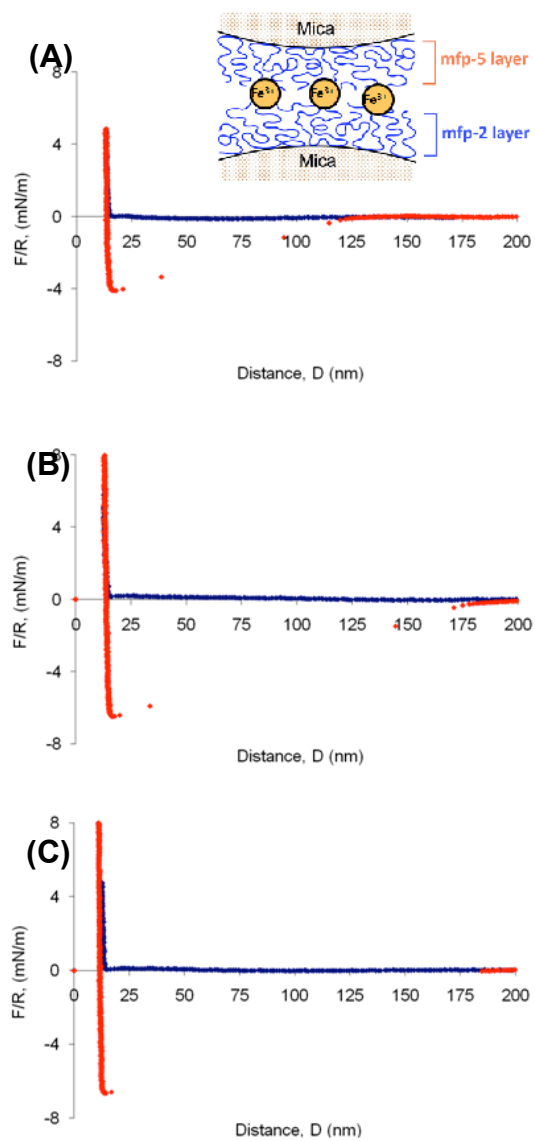 (A)
Mica
mfp-5 layer
Fe³⁺ Fe³⁺ Fe³⁺
mfp-2 layer
Mica
8
4
0
-4
-8
0 25 50 75 100 125 150 175 200
F/R, (mN/m)
Distance, D (nm)
(B)
8
4
0
-4
-8
0 25 50 75 100 125 150 175 200
F/R, (mN/m)
Distance, D (nm)
(C)
8
4
0
-4
-8
0 25 50 75 100 125 150 175 200
F/R, (mN/m)
Distance, D (nm)